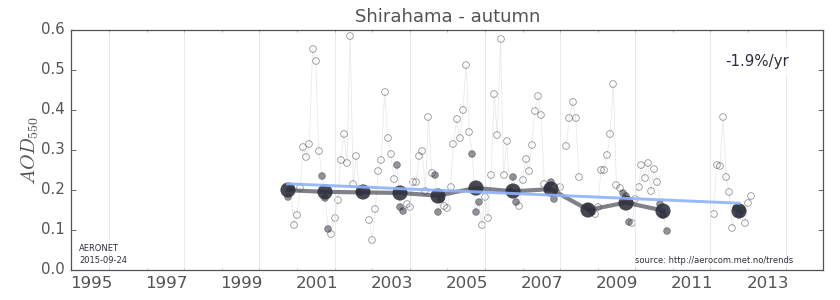 Shirahama - autumn
0.6
0.5
0.4
0.3
0.2
0.1
0.0
AOD550
-1.9%/yr
AERONET
2015-09-24
source: http://aerocom.met.no/trends
1995 1997 1999 2001 2003 2005 2007 2009 2011 2013